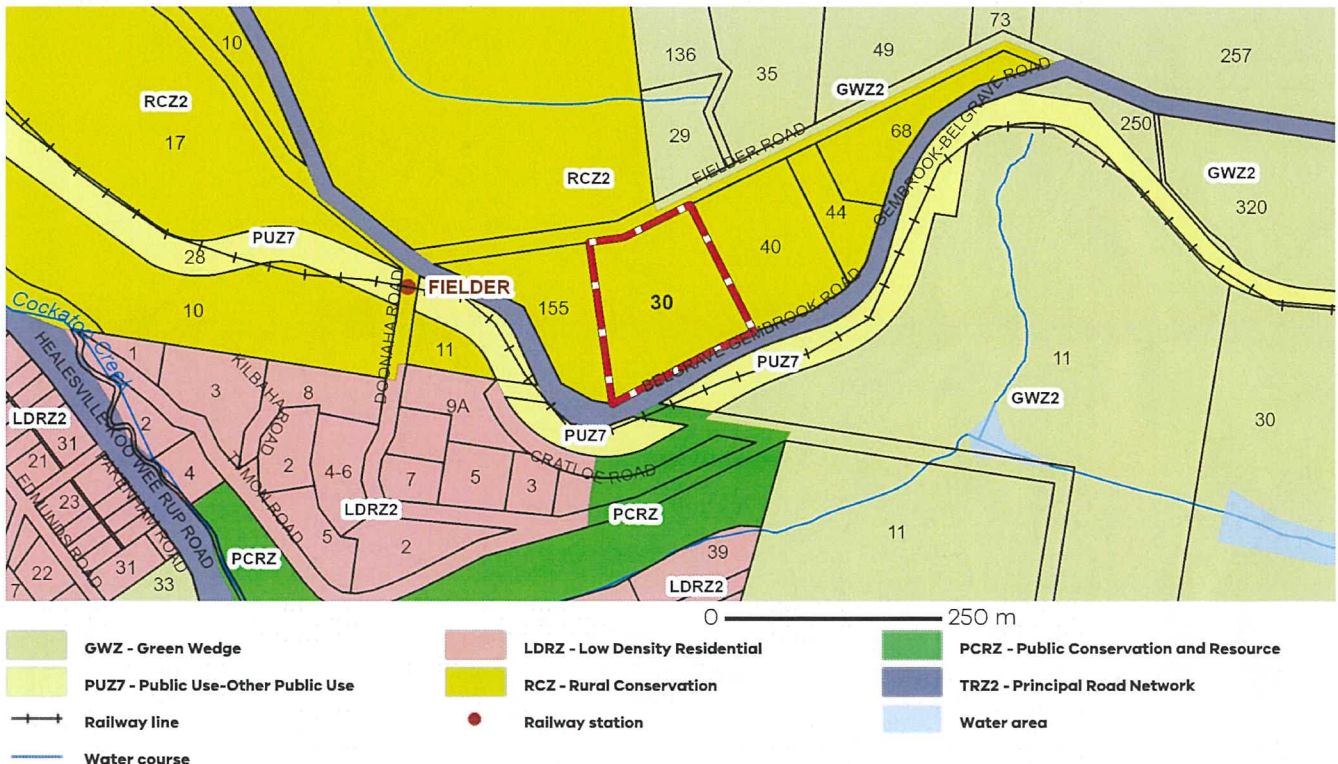 73
10
136
49
257
35
RCZ2
GWZ2
250
17
29
68
FIELDER ROAD
GEMBROOK-BELGRAVE ROAD
RCZ2
GWZ2
320
44
PUZ7
40
28
FIELDER
155
30
10
DOONAHA ROAD
BELGRAVE-GEMBROOK ROAD
Cockatoo Creek
11
PUZ7
11
1
KILBAHA ROAD
3
8
9A
GWZ2
HEALESVILLE-KOO WEE RUP ROAD
LDRZ2
2
PUZ7
30
31
CRATLOE ROAD
21
4
2
4-6
7
5
3
23
PAKENHAM ROAD
TYMON ROAD
LDRZ2
PCRZ
EDMUNDS ROAD
5
2
11
39
PCRZ
31
22
33
7
LDRZ2
0 250 m
GWZ - Green Wedge
LDRZ - Low Density Residential
PCRZ - Public Conservation and Resource
PUZ7 - Public Use-Other Public Use
RCZ - Rural Conservation
TRZ2 - Principal Road Network
Railway line
Railway station
Water area
Water course